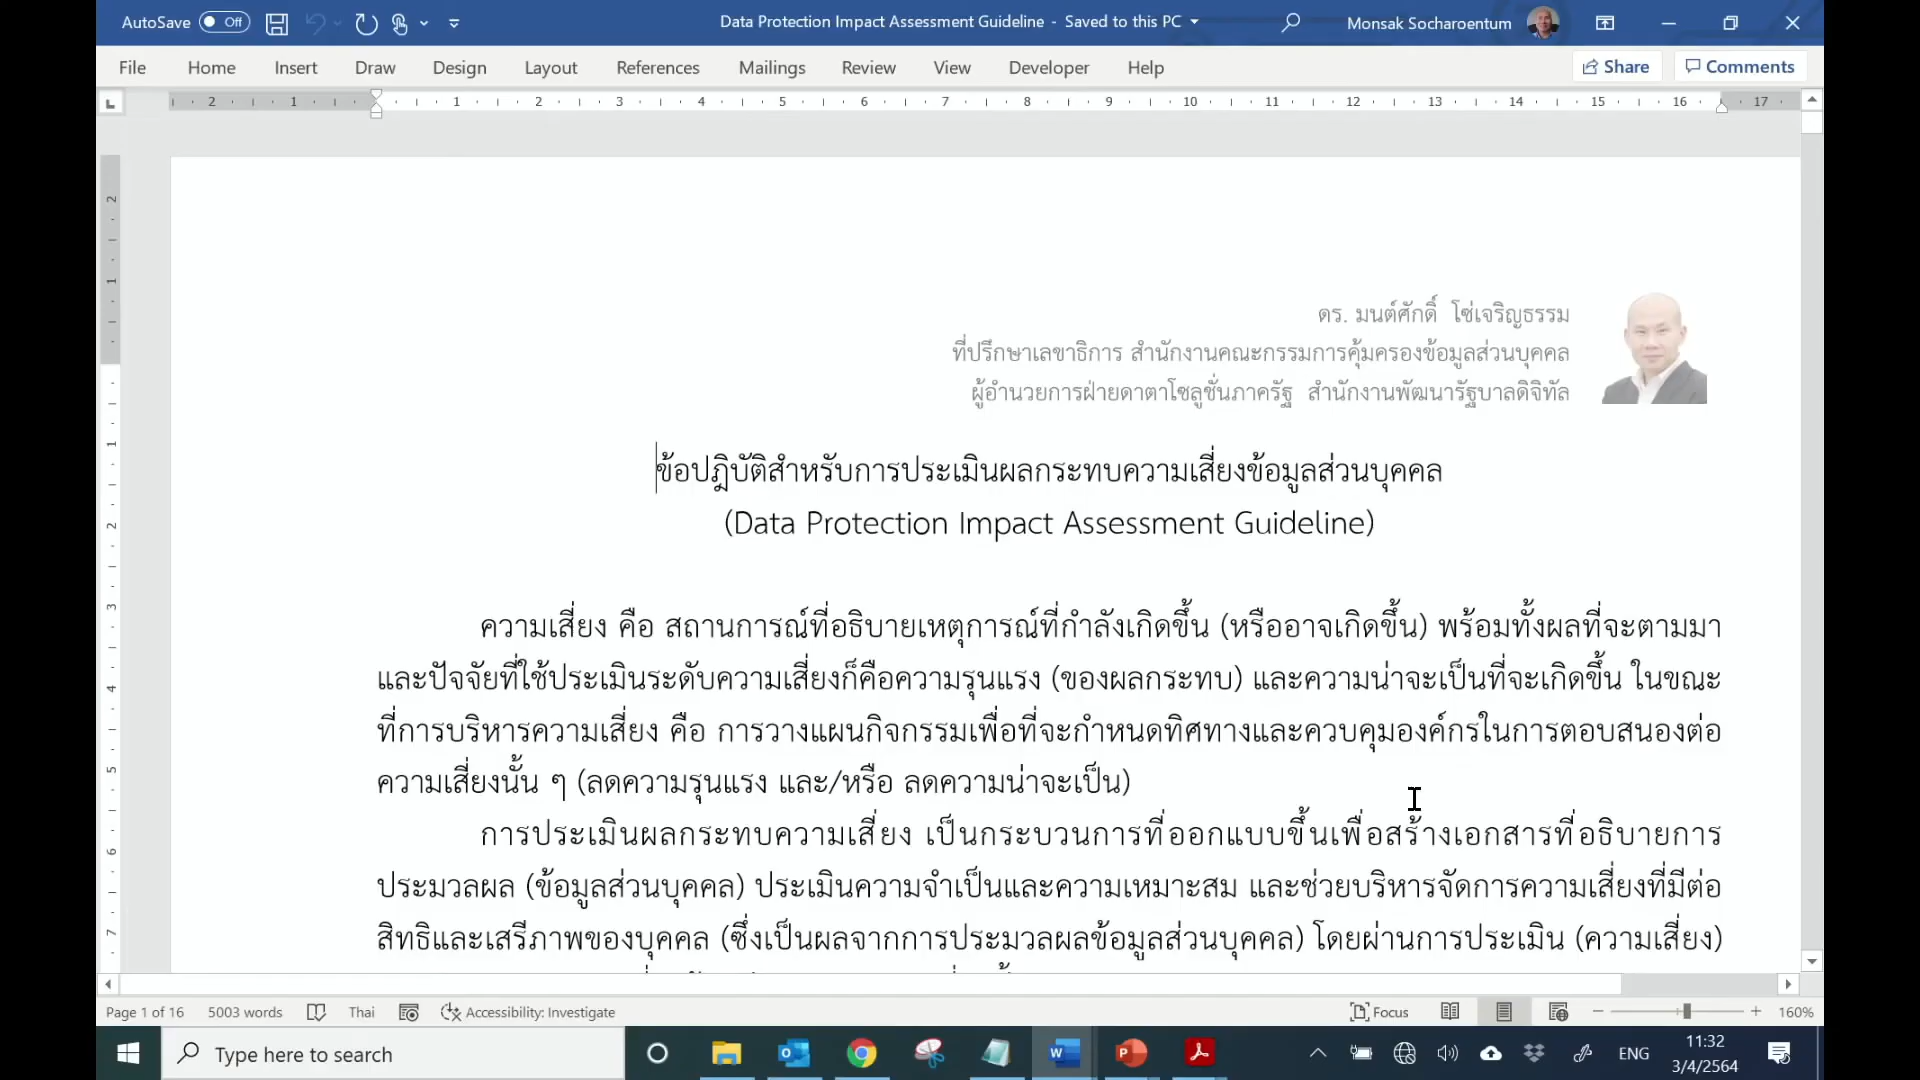 AutoSave Off Data Protection Impact Assessment Guideline - Saved to this PC Monsak Socharoentum
File Home Insert Draw Design Layout References Mailings Review View Developer Help Share Comments
2 1 1 2 3 4 5 6 7 8 9 10 11 12 13 14 15 16 17
2
1
1
2
3
4
5
6
7
ดร. มนต์ศักดิ์ โซ่เจริญธรรม
ที่ปรึกษาเลขาธิการ สำนักงานคณะกรรมการคุ้มครองข้อมูลส่วนบุคคล
ผู้อำนวยการฝ่ายดาตาโซลูชั่นภาครัฐ สำนักงานพัฒนารัฐบาลดิจิทัล
ข้อปฎิบัติสำหรับการประเมินผลกระทบความเสี่ยงข้อมูลส่วนบุคคล
(Data Protection Impact Assessment Guideline)
ความเสี่ยง คือ สถานการณ์ที่อธิบายเหตุการณ์ที่กำลังเกิดขึ้น (หรืออาจเกิดขึ้น) พร้อมทั้งผลที่จะตามมา
และปัจจัยที่ใช้ประเมินระดับความเสี่ยงก็คือความรุนแรง (ของผลกระทบ) และความน่าจะเป็นที่จะเกิดขึ้น ในขณะ
ที่การบริหารความเสี่ยง คือ การวางแผนกิจกรรมเพื่อที่จะกำหนดทิศทางและควบคุมองค์กรในการตอบสนองต่อ
ความเสี่ยงนั้น ๆ (ลดความรุนแรง และ/หรือ ลดความน่าจะเป็น)
การประเมินผลกระทบความเสี่ยง เป็นกระบวนการที่ออกแบบขึ้นเพื่อสร้างเอกสารที่อธิบายการ
ประมวลผล (ข้อมูลส่วนบุคคล) ประเมินความจำเป็นและความเหมาะสม และช่วยบริหารจัดการความเสี่ยงที่มีต่อ
สิทธิและเสรีภาพของบุคคล (ซึ่งเป็นผลจากการประมวลผลข้อมูลส่วนบุคคล) โดยผ่านการประเมิน (ความเสี่ยง)
Page 1 of 16 5003 words Thai Accessibility: Investigate Focus 160%
Type here to search ENG 11:32
3/4/2564